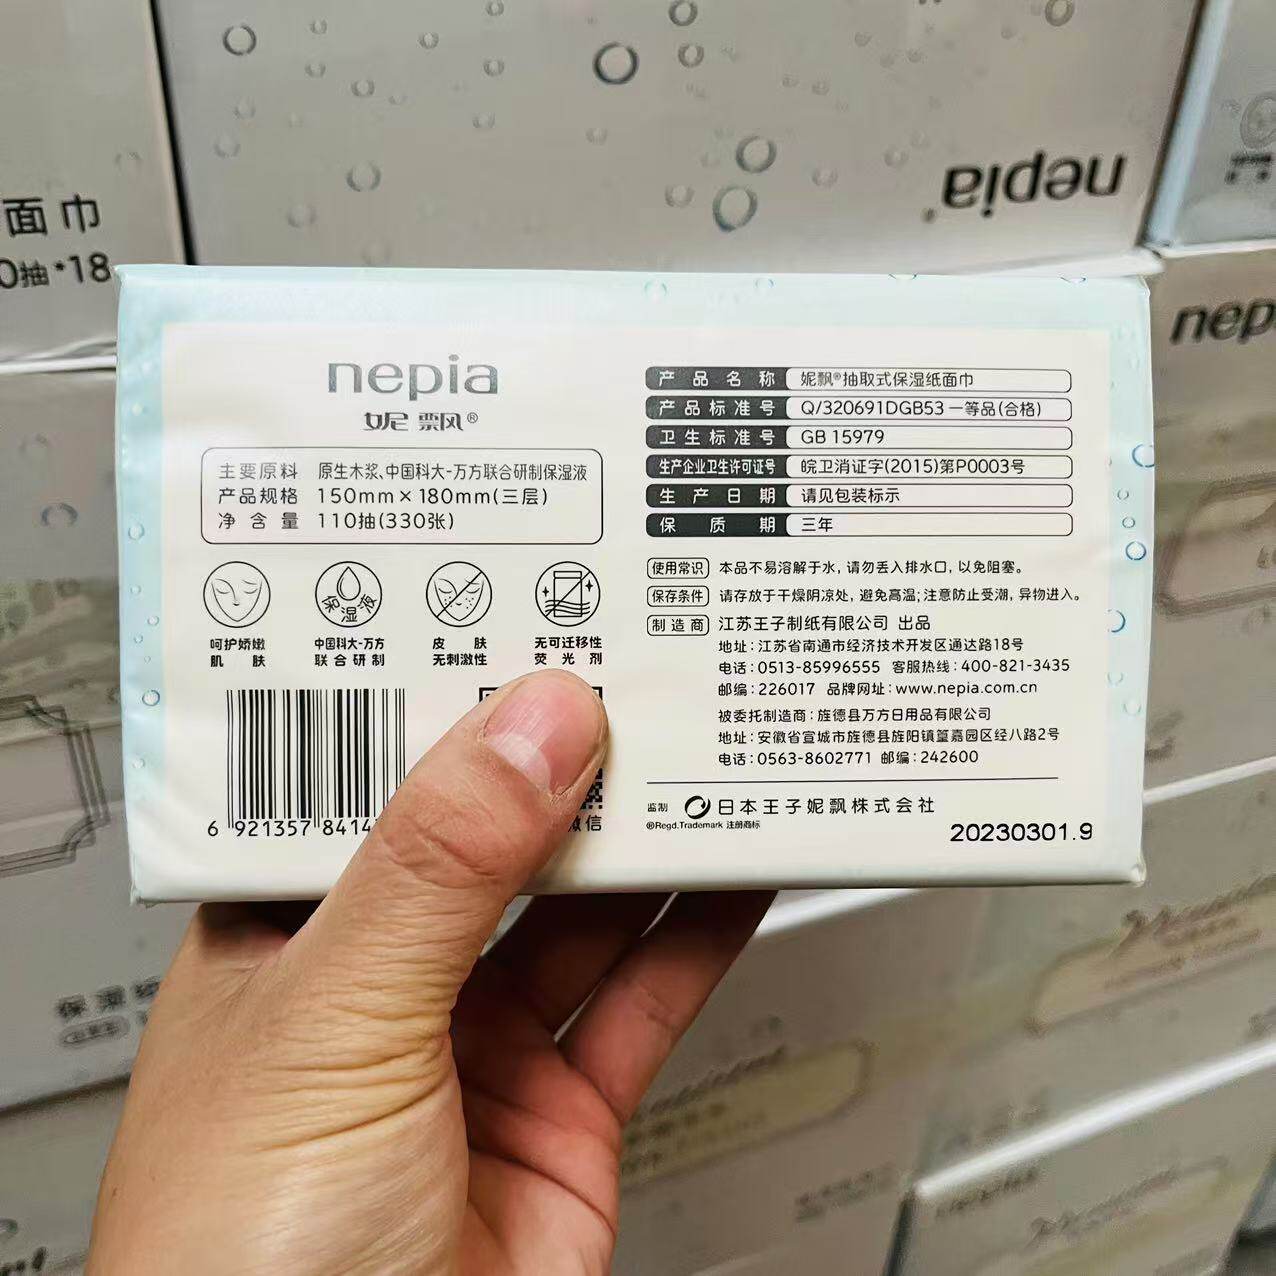 nepia
面巾
0抽*18
nep
nepia
妮飘®
主要原料 原生木浆、中国科大-万方联合研制保湿液
产品规格 150mm×180mm(三层)
净含量 110抽(330张)
呵护娇嫩
肌肤
保湿液
中国科大-万方
联合研制
皮肤
无刺激性
无可迁移性
荧光剂
6 921357 8414
微信
产品名称 妮飘®抽取式保湿纸面巾
产品标准号 Q/320691DGB53 一等品(合格)
卫生标准号 GB 15979
生产企业卫生许可证号 皖卫消证字(2015)第P0003号
生产日期 请见包装标示
保质期 三年
使用常识 本品不易溶解于水,请勿丢入排水口,以免阻塞。
保存条件 请存放于干燥阴凉处,避免高温;注意防止受潮,异物进入。
制造商 江苏王子制纸有限公司 出品
地址:江苏省南通市经济技术开发区通达路18号
电话:0513-85996555 客服热线:400-821-3435
邮编:226017 品牌网址:www.nepia.com.cn
被委托制造商:旌德县万方日用品有限公司
地址:安徽省宣城市旌德县旌阳镇篁嘉园区经八路2号
电话:0563-8602771 邮编:242600
监制 日本王子妮飘株式会社
®Regd.Trademark 注册商标
20230301.9
保湿